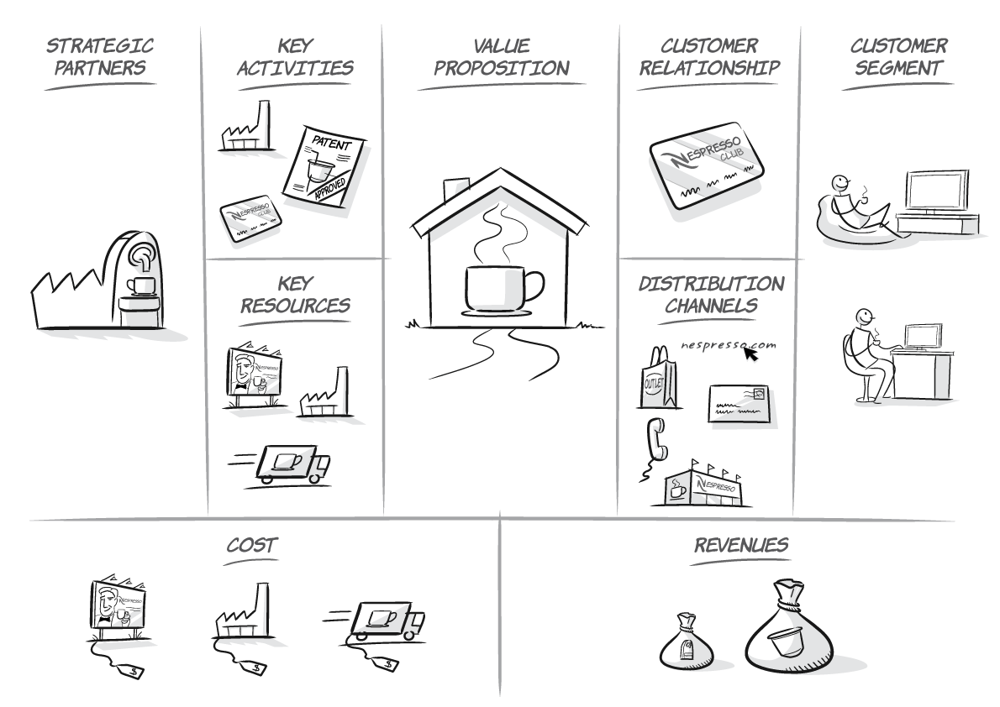 STRATEGIC
PARTNERS
KEY
ACTIVITIES
PATENT
APPROVED
NESPRESSO
CLUB
KEY
RESOURCES
NESPRESSO
VALUE
PROPOSITION
CUSTOMER
RELATIONSHIP
NESPRESSO
CLUB
DISTRIBUTION
CHANNELS
nespresso.com
OUTLET
NESPRESSO
CUSTOMER
SEGMENT
COST
NESPRESSO
$
$
$
REVENUES